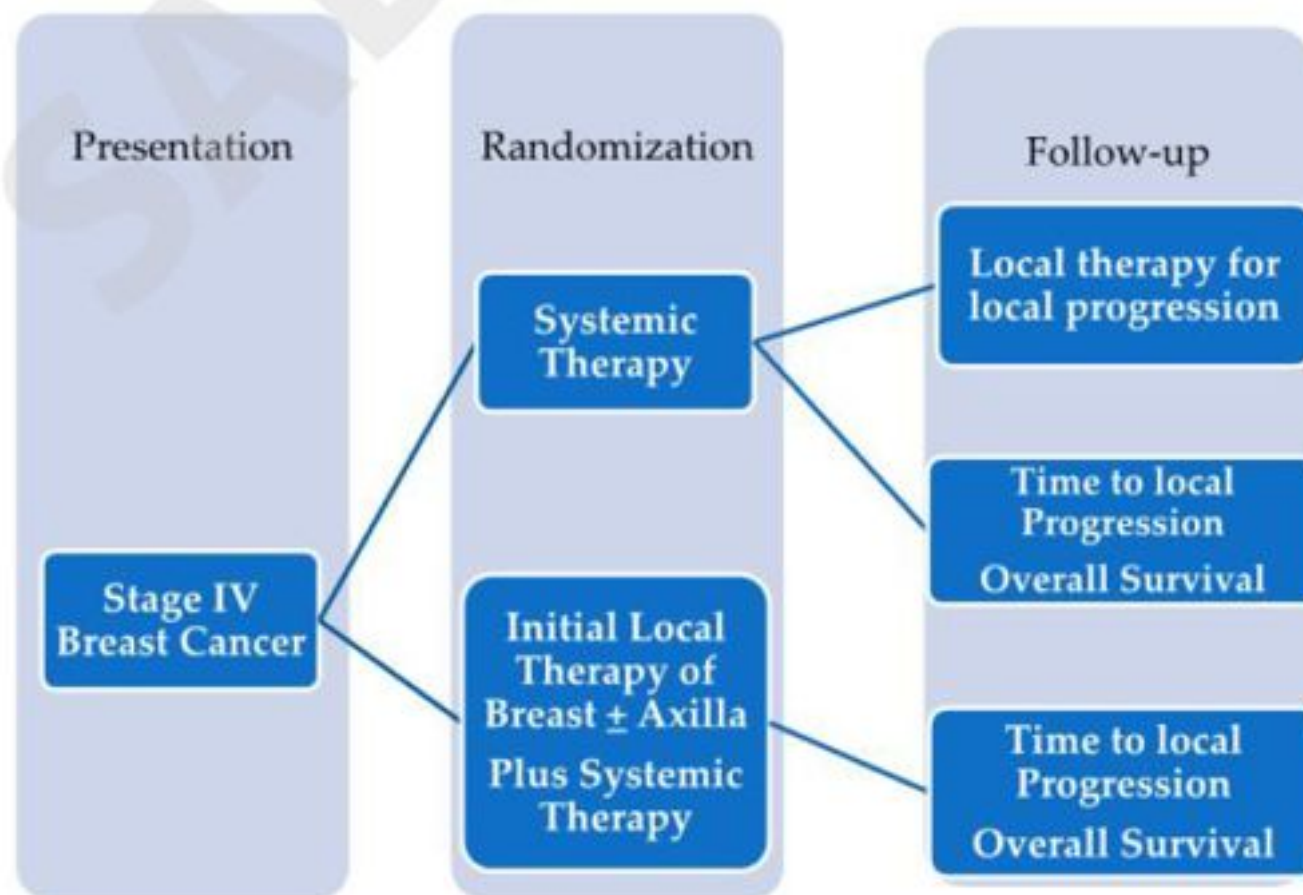 Presentation
Stage IV
Breast Cancer
Randomization
Systemic
Therapy
Initial Local
Therapy of
Breast ± Axilla
Plus Systemic
Therapy
Follow-up
Local therapy for
local progression
Time to local
Progression
Overall Survival
Time to local
Progression
Overall Survival